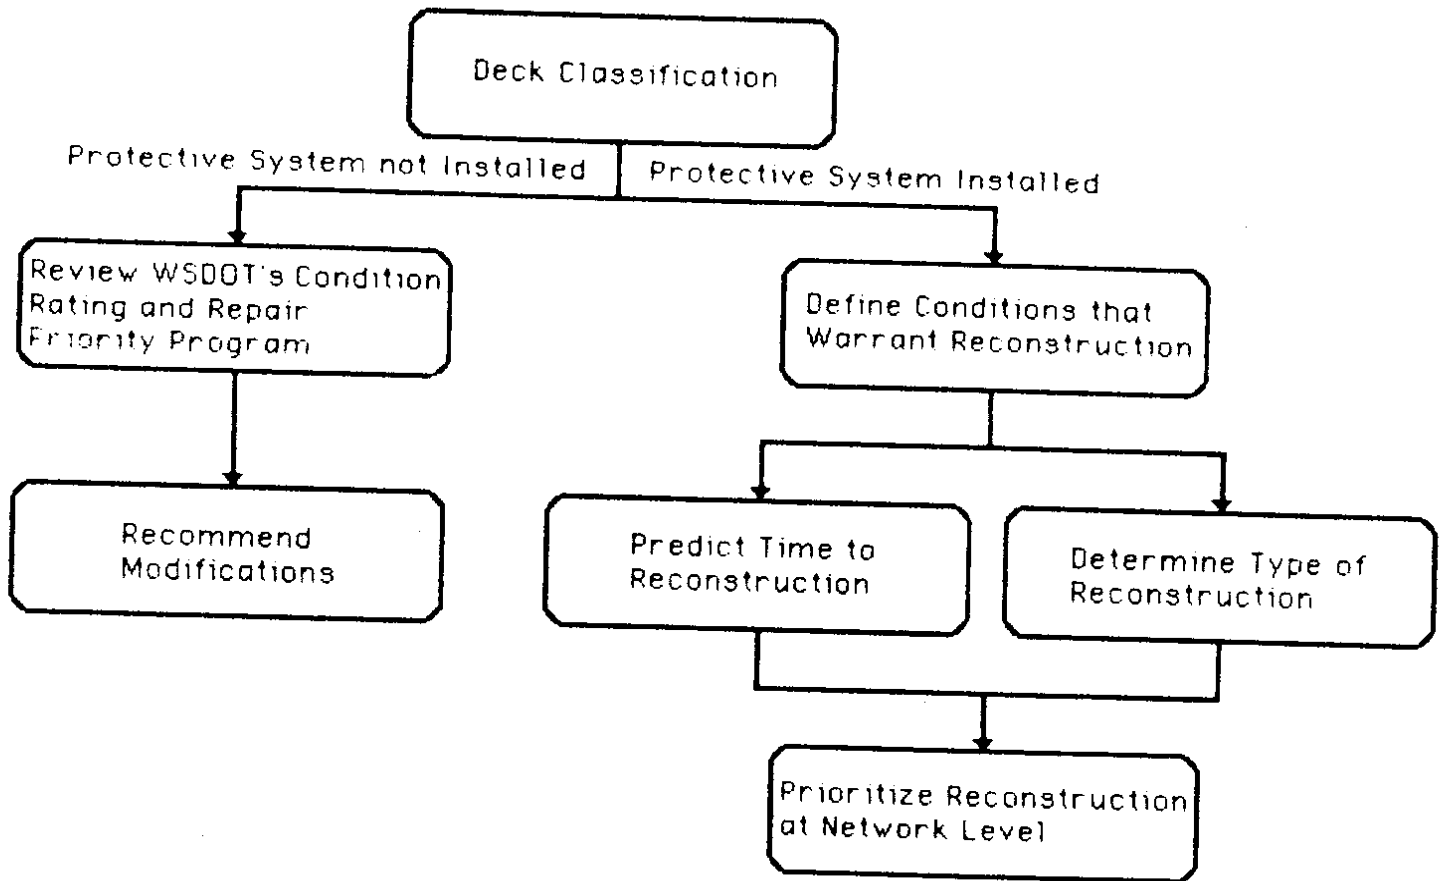 Deck Classification
Protective System not Installed
Protective System Installed
Review WSDOT's Condition
Rating and Repair
Priority Program
Define Conditions that
Warrant Reconstruction
Recommend
Modifications
Predict Time to
Reconstruction
Determine Type of
Reconstruction
Prioritize Reconstruction
at Network Level